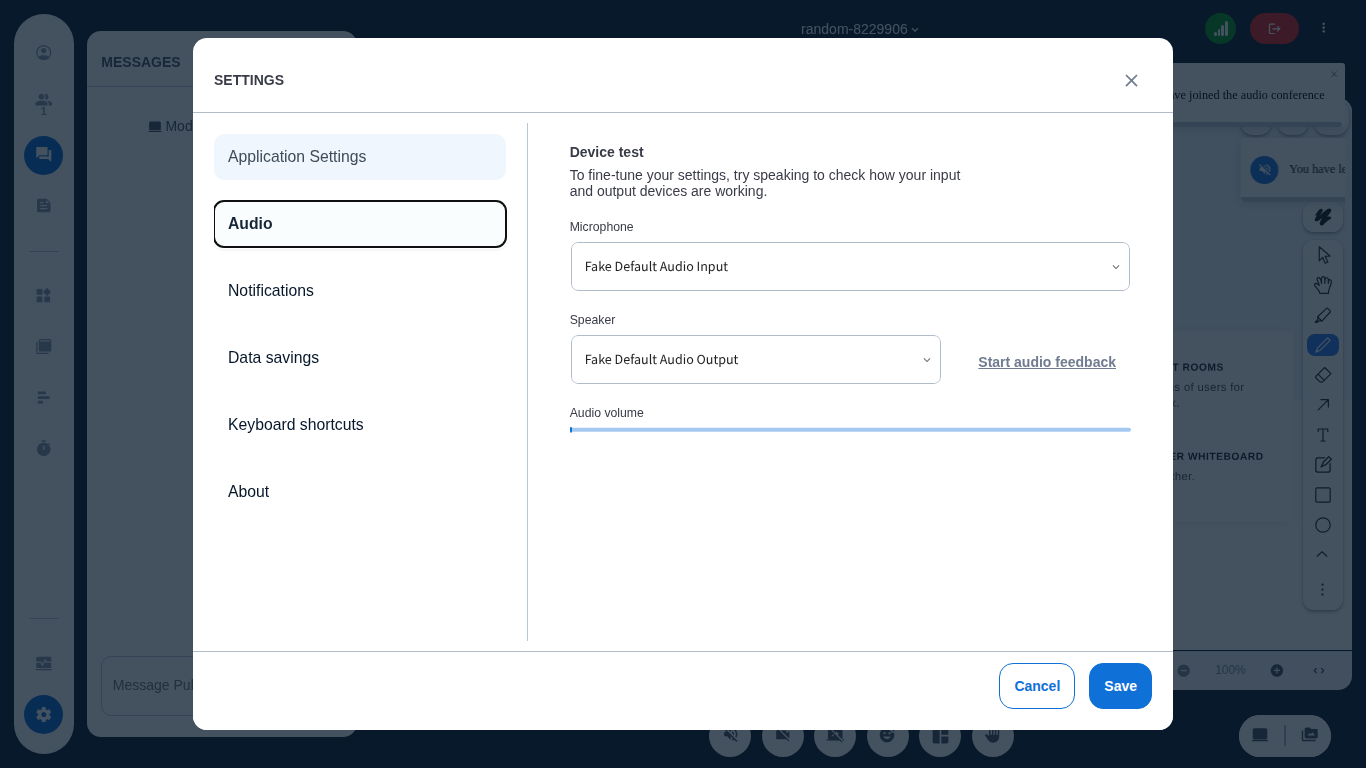 random-8229906
MESSAGES
1
Mod
Message Pul
SETTINGS
Application Settings
Audio
Notifications
Data savings
Keyboard shortcuts
About
Device test
To fine-tune your settings, try speaking to check how your input
and output devices are working.
Microphone
Fake Default Audio Input
Speaker
Fake Default Audio Output
Start audio feedback
Audio volume
Cancel
Save
ve joined the audio conference
You have le
T ROOMS
s of users for
k.
ER WHITEBOARD
ther.
100%